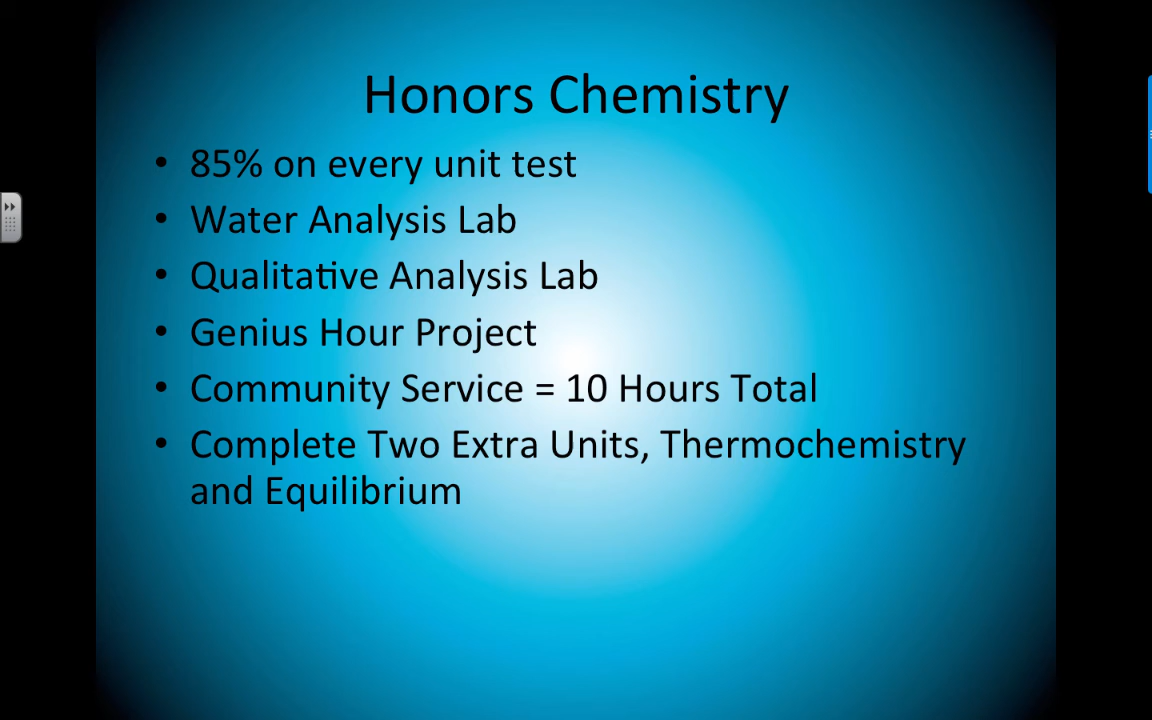 Honors Chemistry
• 85% on every unit test
• Water Analysis Lab
• Qualitative Analysis Lab
• Genius Hour Project
• Community Service = 10 Hours Total
• Complete Two Extra Units, Thermochemistry
and Equilibrium